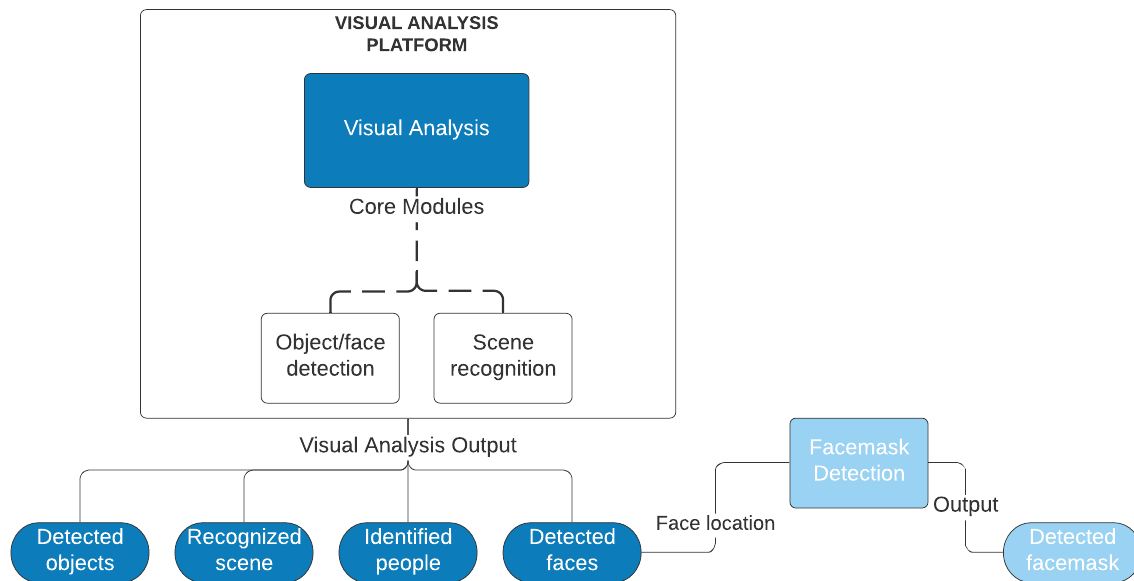 VISUAL ANALYSIS
PLATFORM
Visual Analysis
Core Modules
Object/face
detection
Scene
recognition
Visual Analysis Output
Detected
objects
Recognized
scene
Identified
people
Detected
faces
Face location
Facemask
Detection
Output
Detected
facemask